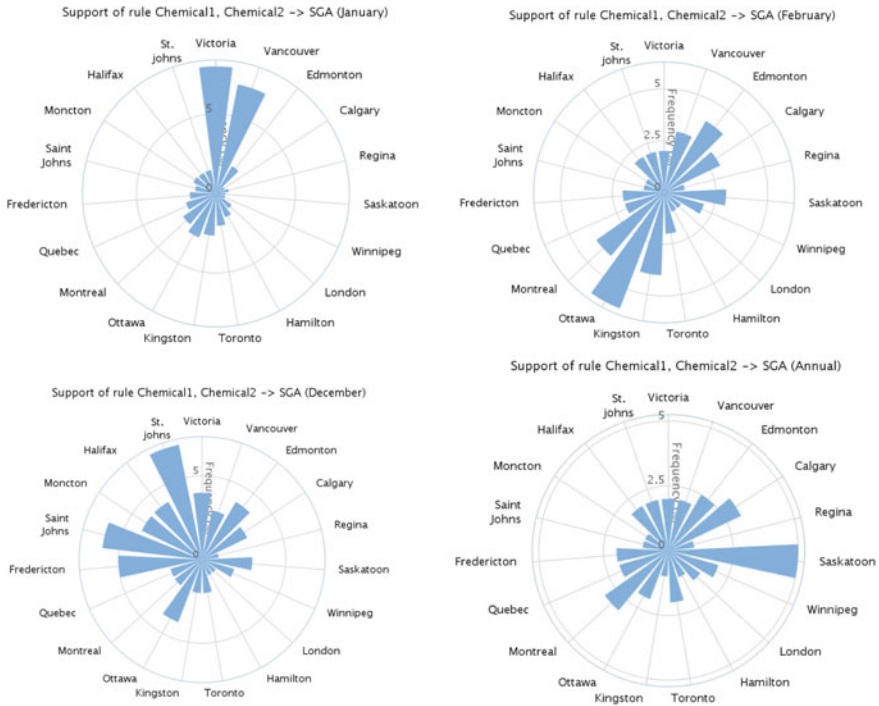 Support of rule Chemical1, Chemical2 -> SGA (January)
St. johns
Victoria
Vancouver
Edmonton
Calgary
Regina
Saskatoon
Winnipeg
London
Hamilton
Toronto
Kingston
Ottawa
Montreal
Quebec
Fredericton
Saint Johns
Moncton
Halifax
5
0
Support of rule Chemical1, Chemical2 -> SGA (February)
St. johns
Victoria
Vancouver
Edmonton
Calgary
Regina
Saskatoon
Winnipeg
London
Hamilton
Toronto
Kingston
Ottawa
Montreal
Quebec
Fredericton
Saint Johns
Moncton
Halifax
5
Frequency
2.5
0
Support of rule Chemical1, Chemical2 -> SGA (December)
St. johns
Victoria
Vancouver
Edmonton
Calgary
Regina
Saskatoon
Winnipeg
London
Hamilton
Toronto
Kingston
Ottawa
Montreal
Quebec
Fredericton
Saint Johns
Moncton
Halifax
5
0
Support of rule Chemical1, Chemical2 -> SGA (Annual)
St. johns
Victoria
Vancouver
Edmonton
Calgary
Regina
Saskatoon
Winnipeg
London
Hamilton
Toronto
Kingston
Ottawa
Montreal
Quebec
Fredericton
Saint Johns
Moncton
Halifax
5
Frequency
2.5
0